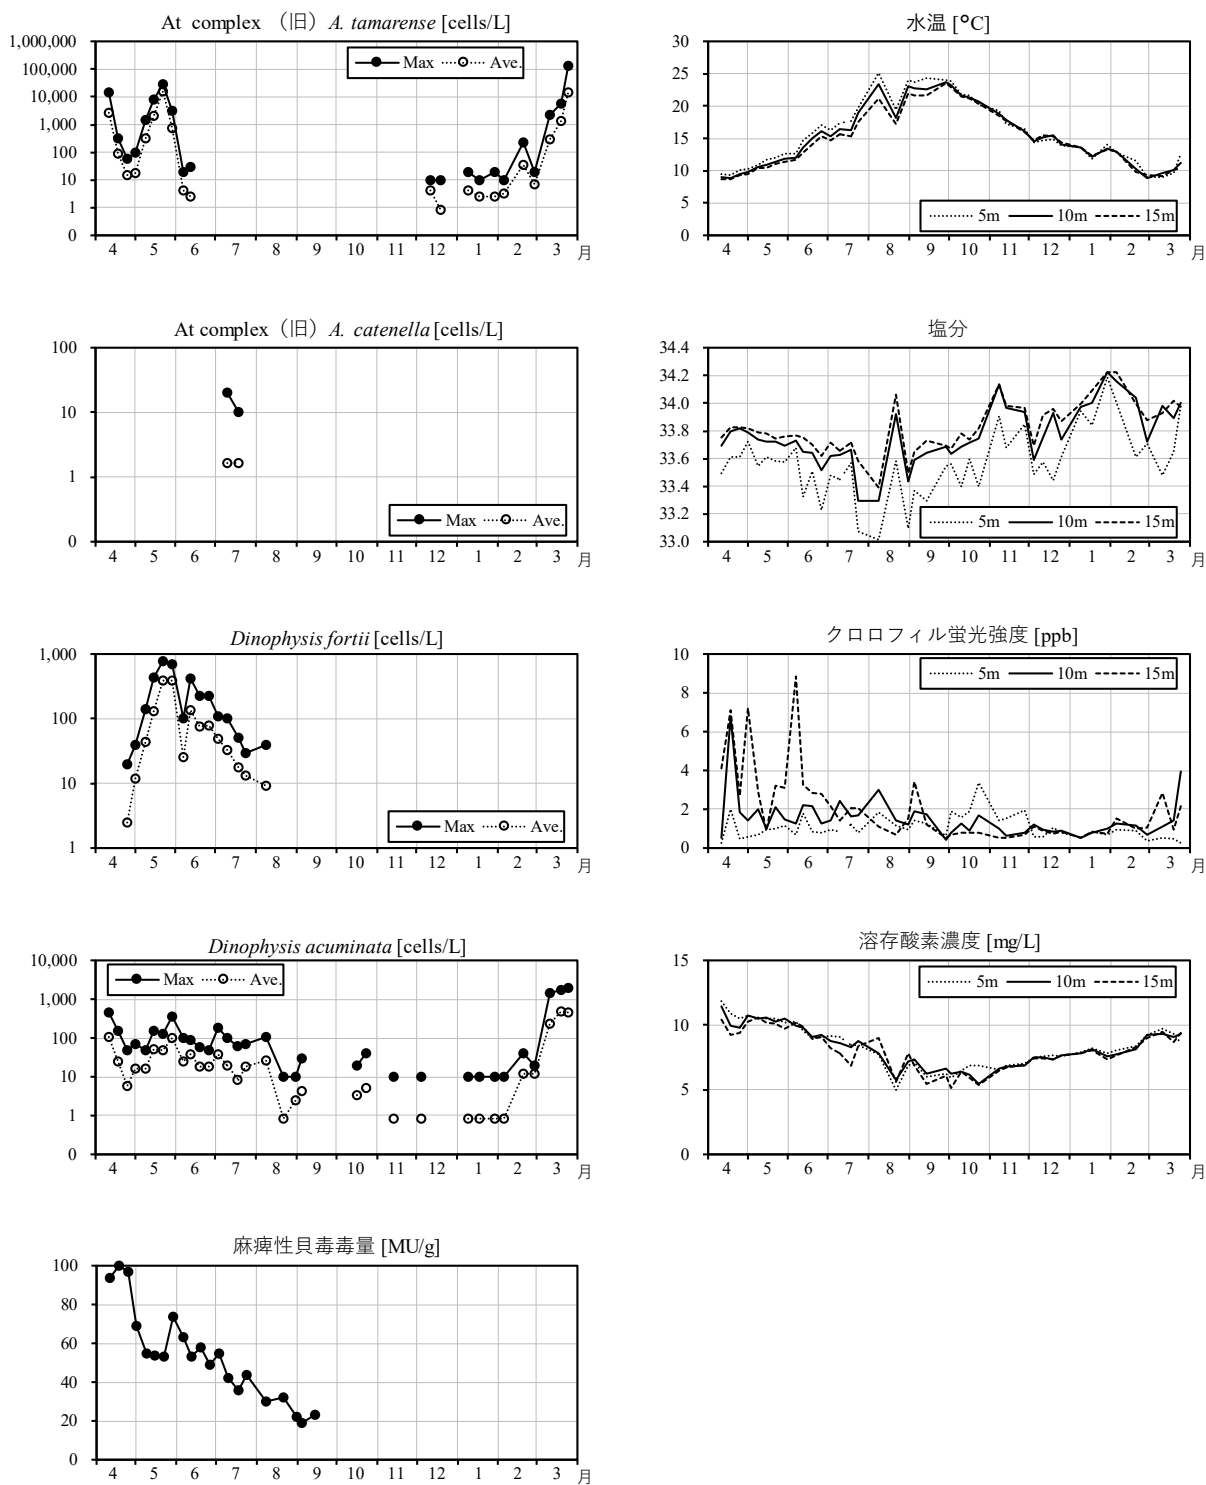 At complex （旧）A. tamarense [cells/L]
1,000,000
100,000
10,000
1,000
100
10
1
0
Max Ave.
4 5 6 7 8 9 10 11 12 1 2 3 月
水温 [°C]
30
25
20
15
10
5
0
5m 10m 15m
4 5 6 7 8 9 10 11 12 1 2 3 月
At complex（旧）A. catenella [cells/L]
100
10
1
0
Max Ave.
4 5 6 7 8 9 10 11 12 1 2 3 月
塩分
34.4
34.2
34.0
33.8
33.6
33.4
33.2
33.0
5m 10m 15m
4 5 6 7 8 9 10 11 12 1 2 3 月
Dinophysis fortii [cells/L]
1,000
100
10
1
Max Ave.
4 5 6 7 8 9 10 11 12 1 2 3 月
クロロフィル蛍光強度 [ppb]
10
8
6
4
2
0
5m 10m 15m
4 5 6 7 8 9 10 11 12 1 2 3 月
Dinophysis acuminata [cells/L]
10,000
1,000
100
10
1
0
Max Ave.
4 5 6 7 8 9 10 11 12 1 2 3 月
溶存酸素濃度 [mg/L]
15
10
5
0
5m 10m 15m
4 5 6 7 8 9 10 11 12 1 2 3 月
麻痺性貝毒毒量 [MU/g]
100
80
60
40
20
0
4 5 6 7 8 9 10 11 12 1 2 3 月